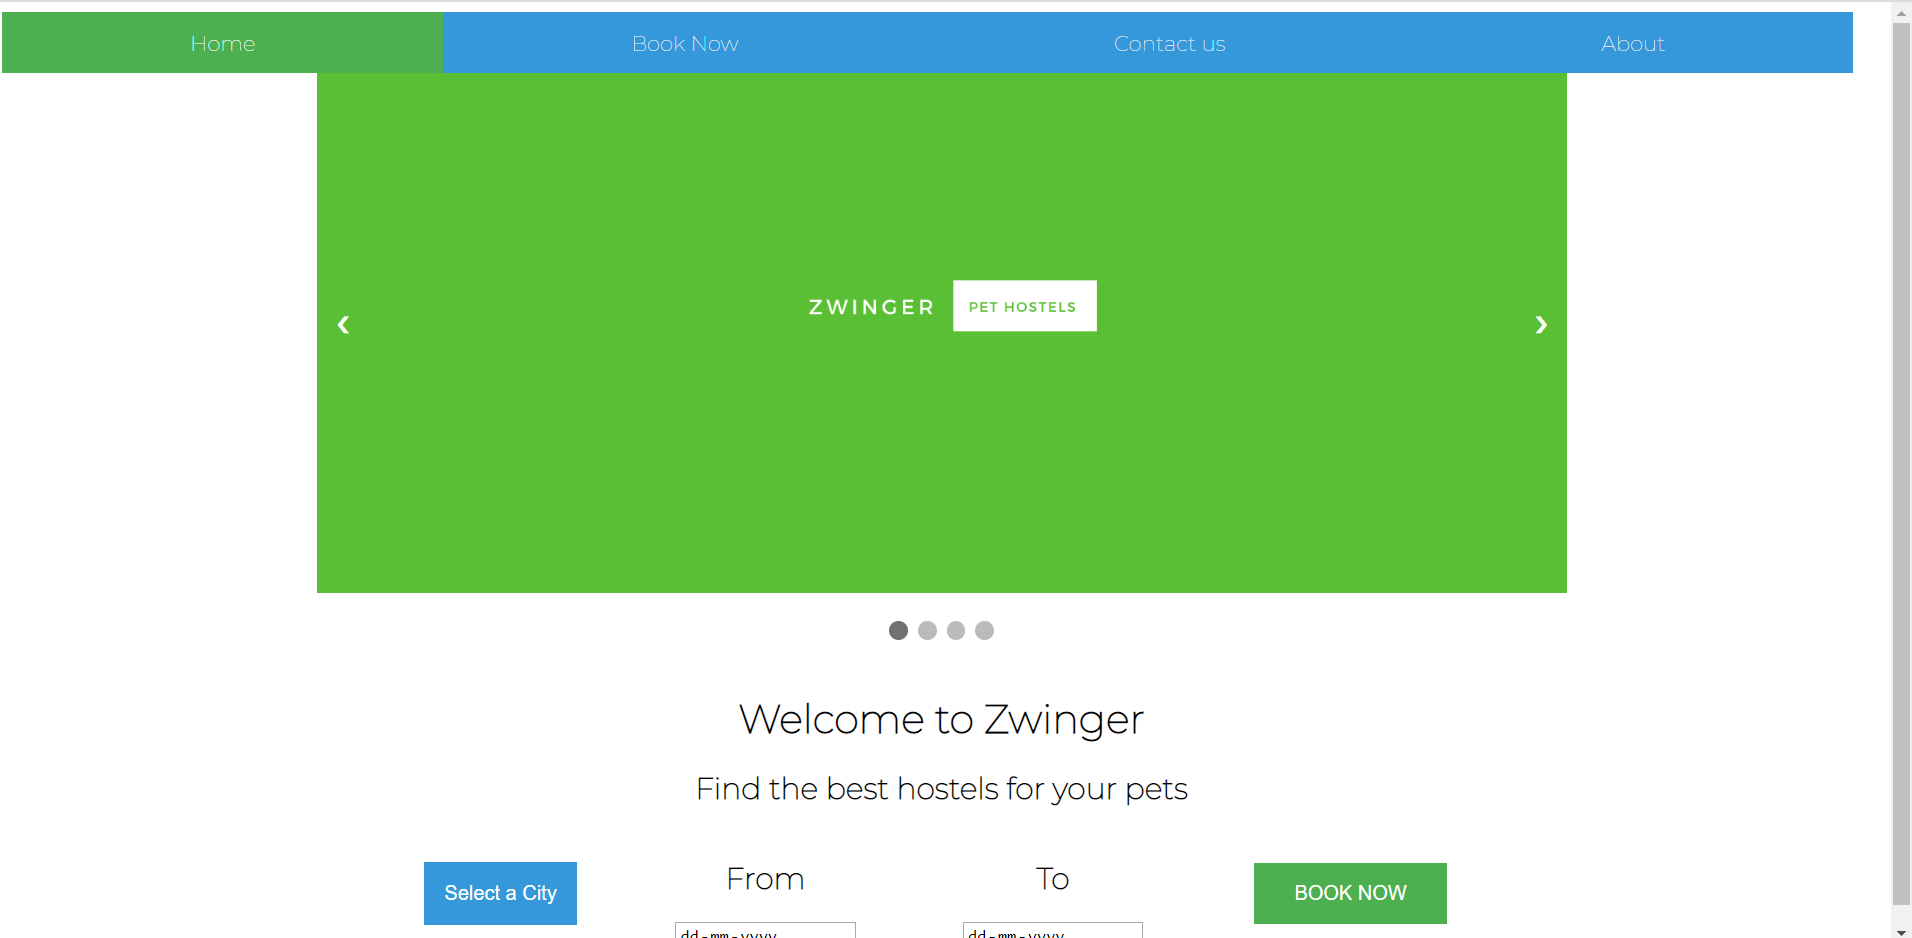 Home Book Now Contact us About
ZWINGER PET HOSTELS
Welcome to Zwinger
Find the best hostels for your pets
Select a City From To BOOK NOW
dd-mm-yyyy dd-mm-yyyy